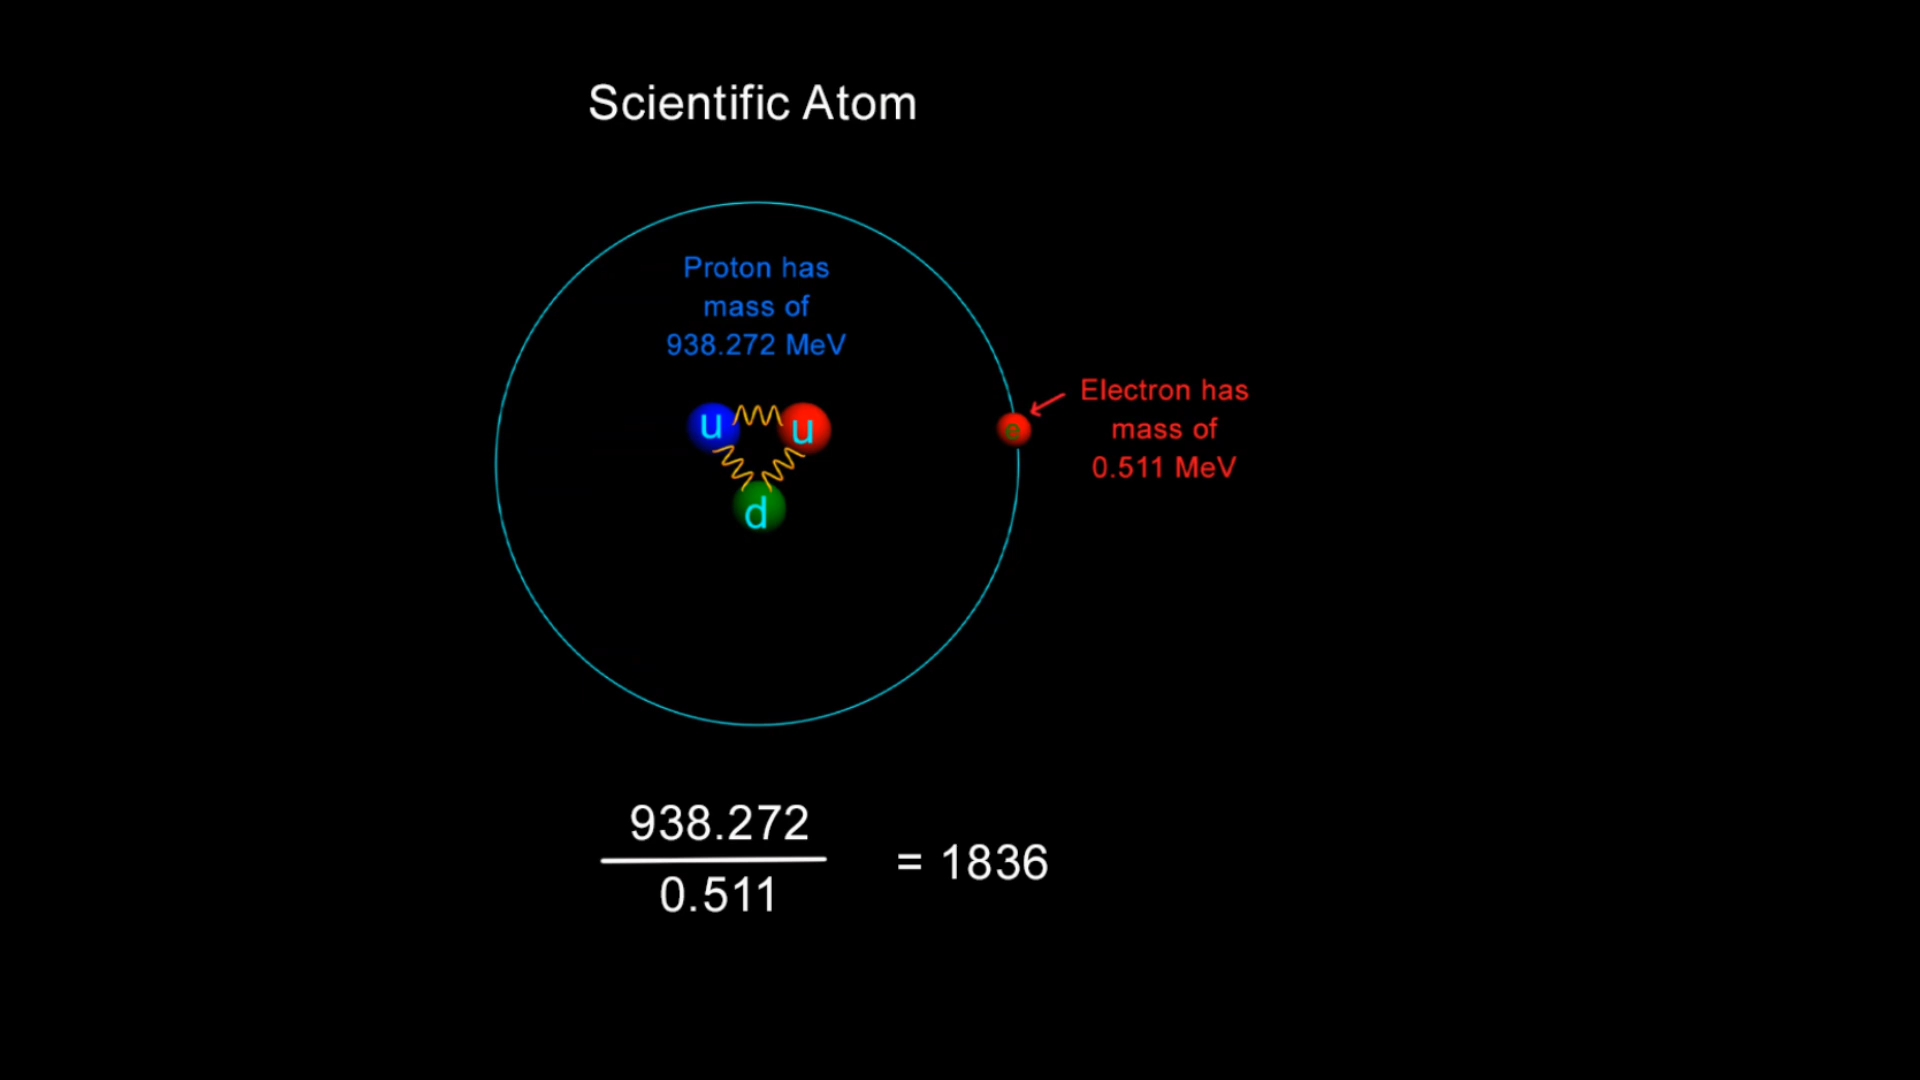 Scientific Atom
Proton has
mass of
938.272 MeV
Electron has
mass of
0.511 MeV
u
u
e
d
938.272
0.511
= 1836